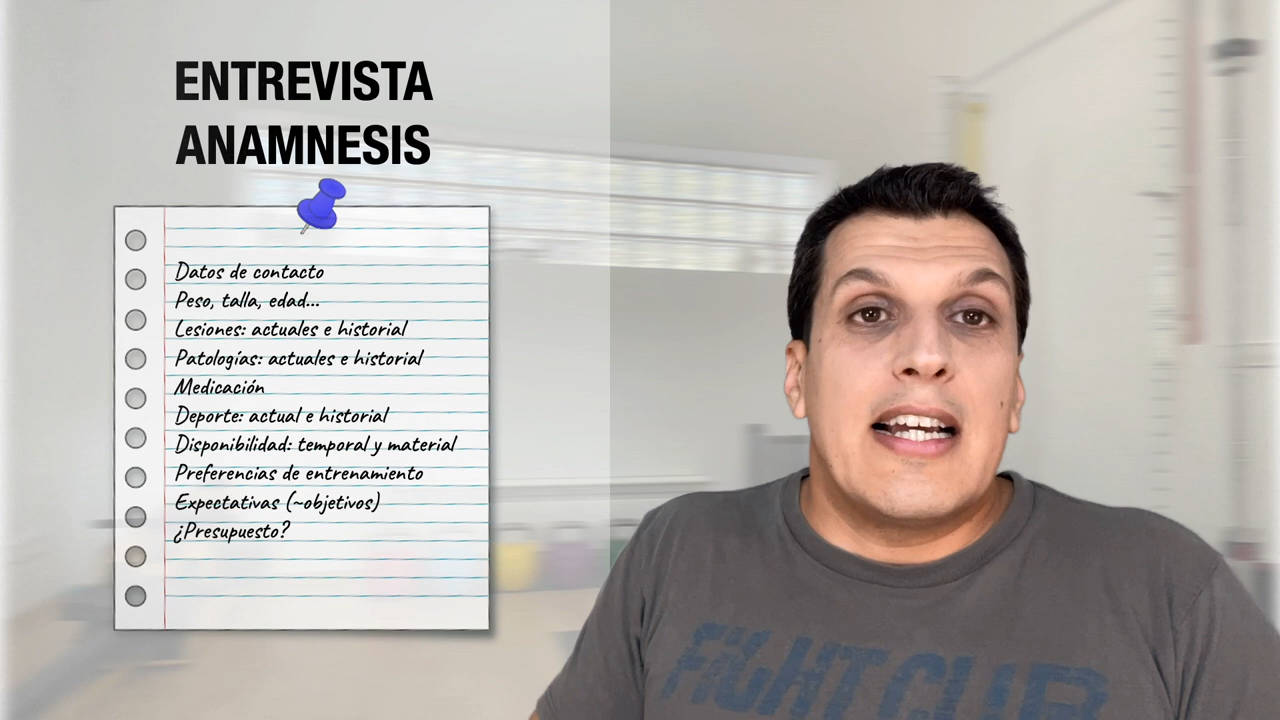 ENTREVISTA
ANAMNESIS
Datos de contacto
Peso, talla, edad...
Lesiones: actuales e historial
Patologías: actuales e historial
Medicación
Deporte: actual e historial
Disponibilidad: temporal y material
Preferencias de entrenamiento
Expectativas (~objetivos)
¿Presupuesto?
FIGHT CLUB